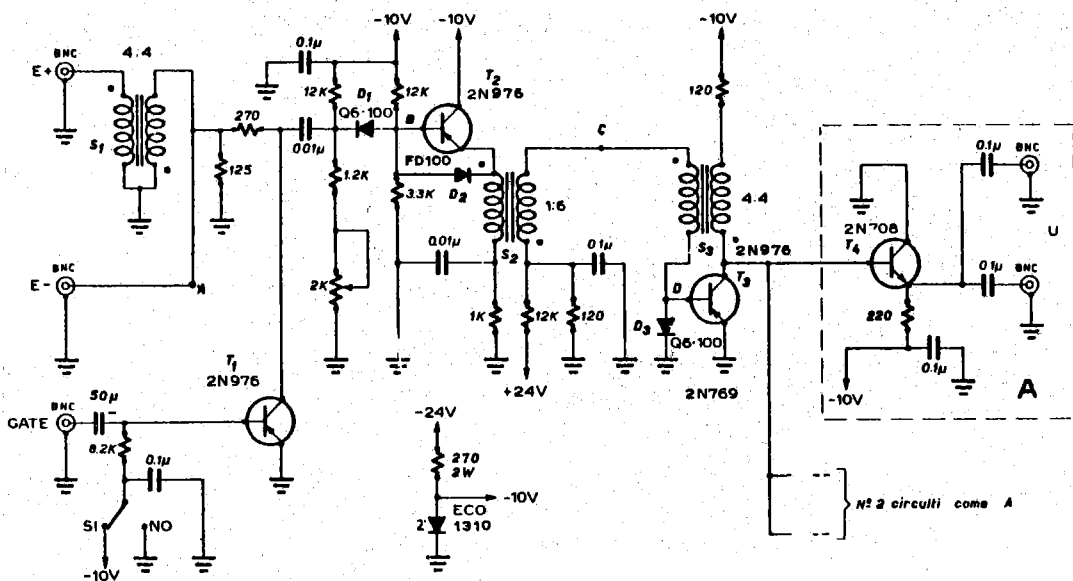 E+
BNC
4:4
S1
E-
BNC
A
125
270
0.01µ
0.1µ
12K
12K
D1
Q6·100
B
-10V
-10V
T2
2N976
FD100
D2
1.2K
2K
3.3K
0.01µ
S2
1:6
1K
12K
120
0.1µ
+24V
C
-10V
120
4:4
S3
2N976
T3
D
D3
Q6·100
2N769
2N708
T4
220
-10V
0.1µ
0.1µ
BNC
U
0.1µ
BNC
A
Nº 2 circuiti come A
GATE
BNC
50µ
-
8.2K
0.1µ
SI
NO
-10V
T1
2N976
-24V
270
2W
-10V
ECO
1310